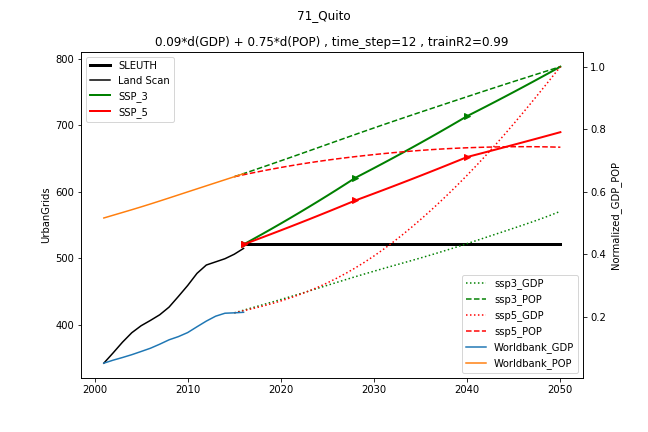 71_Quito
0.09*d(GDP) + 0.75*d(POP) , time_step=12 , trainR2=0.99
SLEUTH
Land Scan
SSP_3
SSP_5
800
700
600
500
400
UrbanGrids
1.0
0.8
0.6
0.4
0.2
Normalized_GDP_POP
ssp3_GDP
ssp3_POP
ssp5_GDP
ssp5_POP
Worldbank_GDP
Worldbank_POP
2000 2010 2020 2030 2040 2050